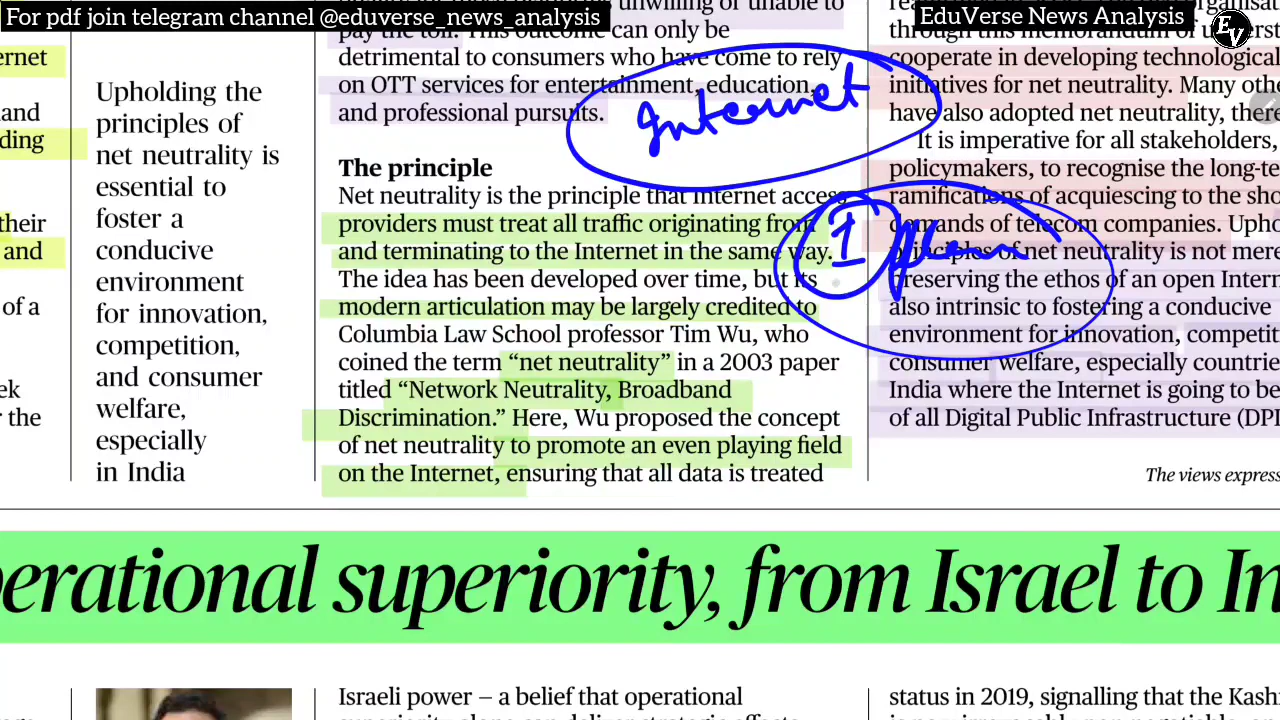 For pdf join telegram channel @eduverse_news_analysis
EduVerse News Analysis
EV
ernet
and
ding
their
and
of a
ek
r the
Upholding the
principles of
net neutrality is
essential to
foster a
conducive
environment
for innovation,
competition,
and consumer
welfare,
especially
in India
unwilling or unable to
pay the toll. This outcome can only be
detrimental to consumers who have come to rely
on OTT services for entertainment, education,
and professional pursuits.
Internet
The principle
Net neutrality is the principle that Internet access
providers must treat all traffic originating from
and terminating to the Internet in the same way.
The idea has been developed over time, but its
modern articulation may be largely credited to
Columbia Law School professor Tim Wu, who
coined the term “net neutrality” in a 2003 paper
titled “Network Neutrality, Broadband
Discrimination.” Here, Wu proposed the concept
of net neutrality to promote an even playing field
on the Internet, ensuring that all data is treated
1 plan
through this memorandum of
cooperate in developing technological
initiatives for net neutrality. Many othe
have also adopted net neutrality, there
It is imperative for all stakeholders,
policymakers, to recognise the long-te
ramifications of acquiescing to the sho
demands of telecom companies. Upho
principles of net neutrality is not mere
preserving the ethos of an open Intern
also intrinsic to fostering a conducive
environment for innovation, competit
consumer welfare, especially countrie
India where the Internet is going to be
of all Digital Public Infrastructure (DPI
The views express
perational superiority, from Israel to In
Israeli power – a belief that operational
status in 2019, signalling that the Kash